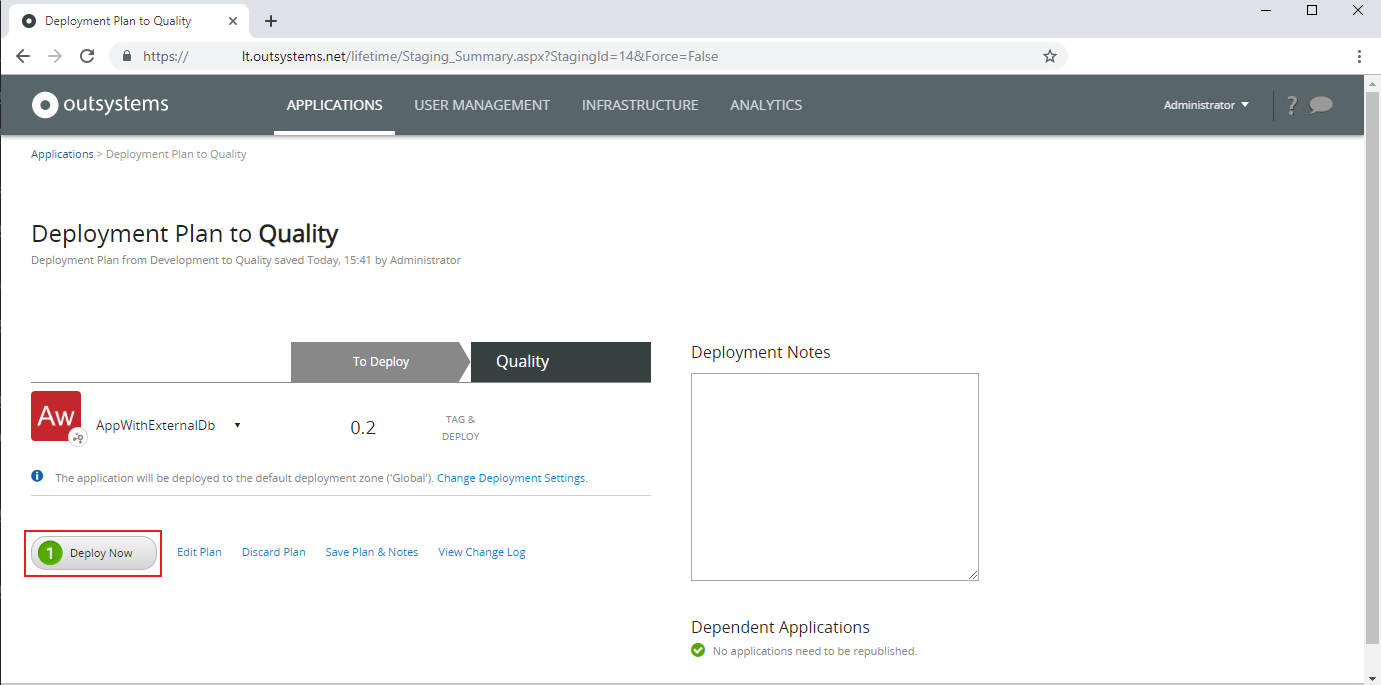 Deployment Plan to Quality
https://
lt.outsystems.net/lifetime/Staging_Summary.aspx?StagingId=14&Force=False
outsystems
APPLICATIONS
USER MANAGEMENT
INFRASTRUCTURE
ANALYTICS
Administrator
?
Applications > Deployment Plan to Quality
Deployment Plan to Quality
Deployment Plan from Development to Quality saved Today, 15:41 by Administrator
To Deploy
Quality
Aw
AppWithExternalDb
0.2
TAG &
DEPLOY
The application will be deployed to the default deployment zone ('Global'). Change Deployment Settings.
1 Deploy Now
Edit Plan
Discard Plan
Save Plan & Notes
View Change Log
Deployment Notes
Dependent Applications
No applications need to be republished.